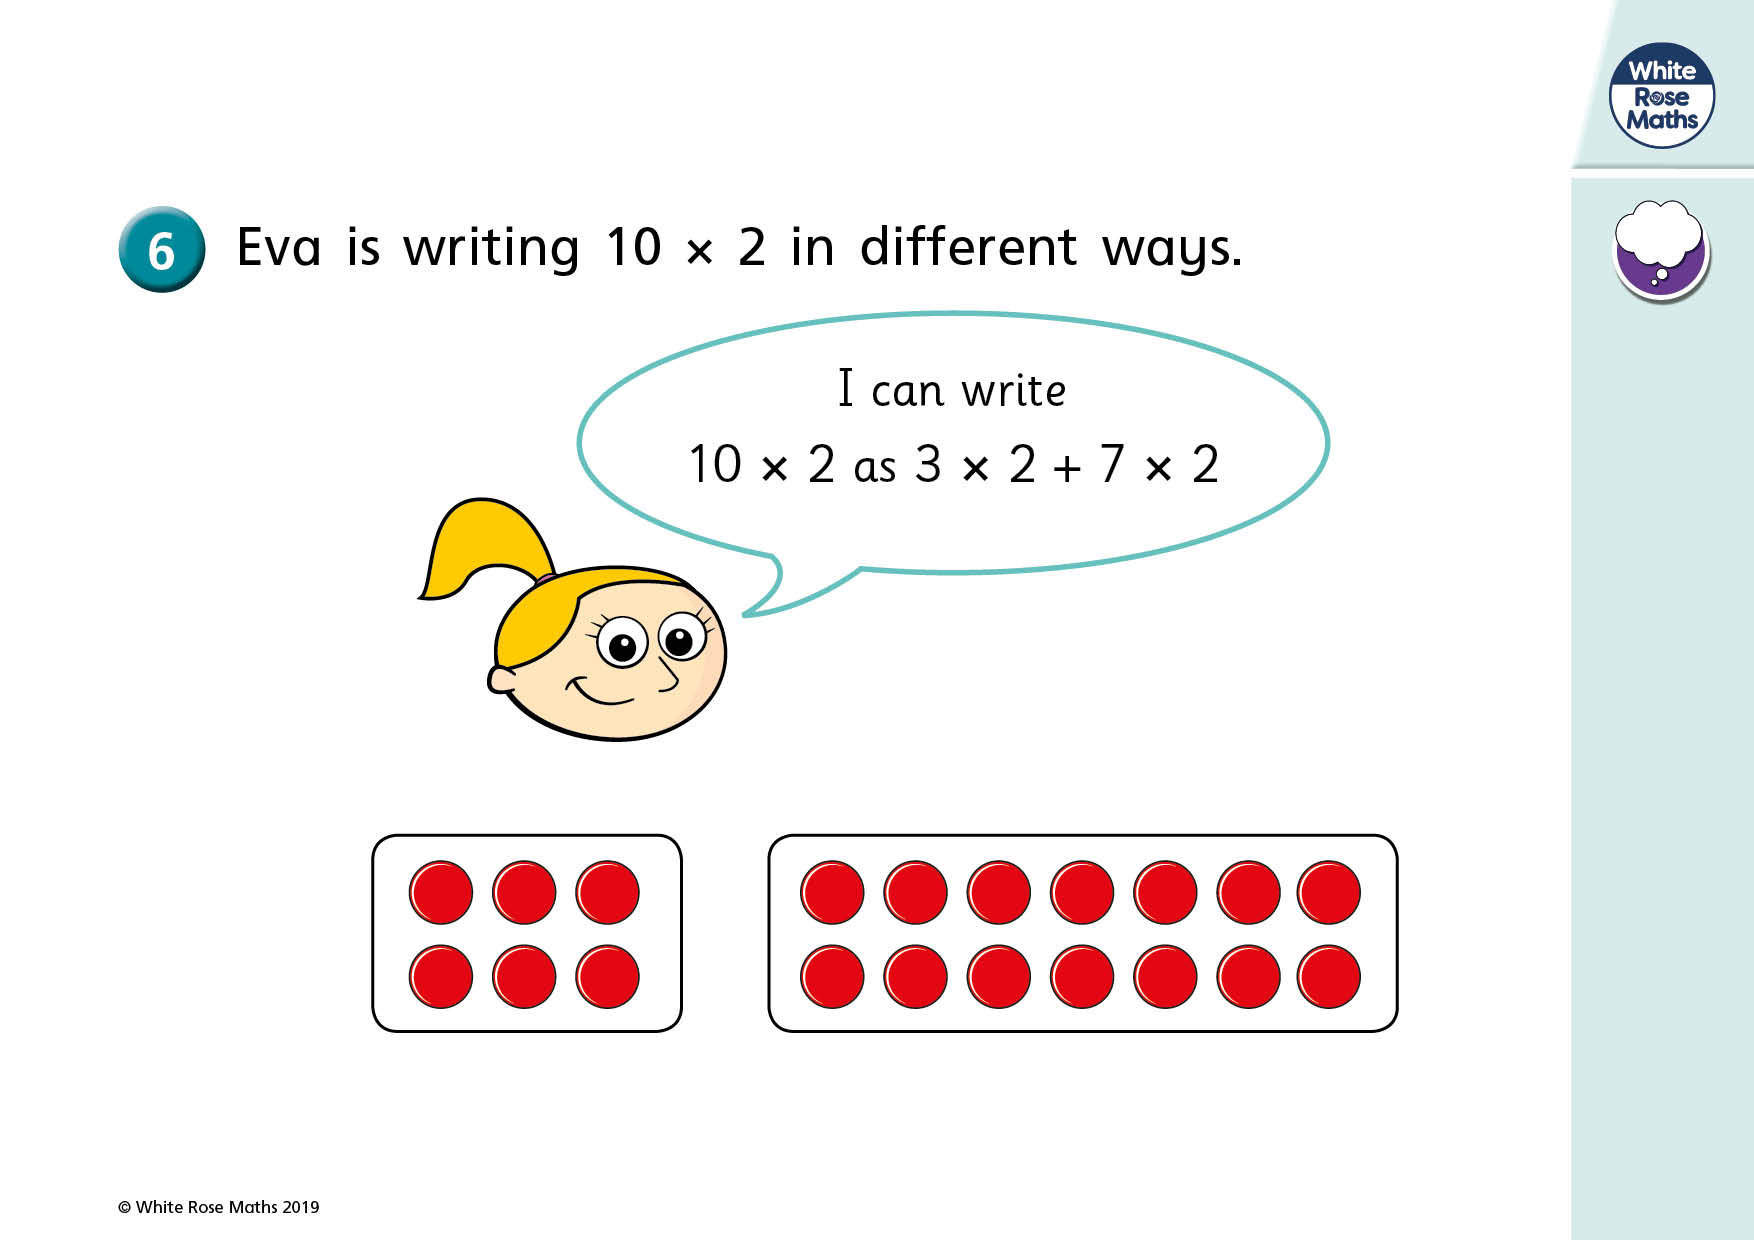 White
Rose
Maths
6 Eva is writing 10 × 2 in different ways.
I can write
10 × 2 as 3 × 2 + 7 × 2
© White Rose Maths 2019